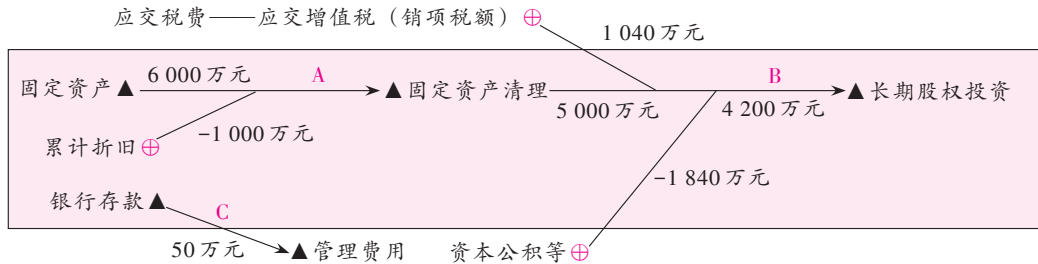 应交税费——应交增值税（销项税额）⊕
1 040万元
6 000万元 A B
固定资产▲ ▲固定资产清理 ▲长期股权投资
5 000万元 4 200万元
-1 000万元
累计折旧⊕
-1 840万元
银行存款▲
C
50万元 ▲管理费用 资本公积等⊕